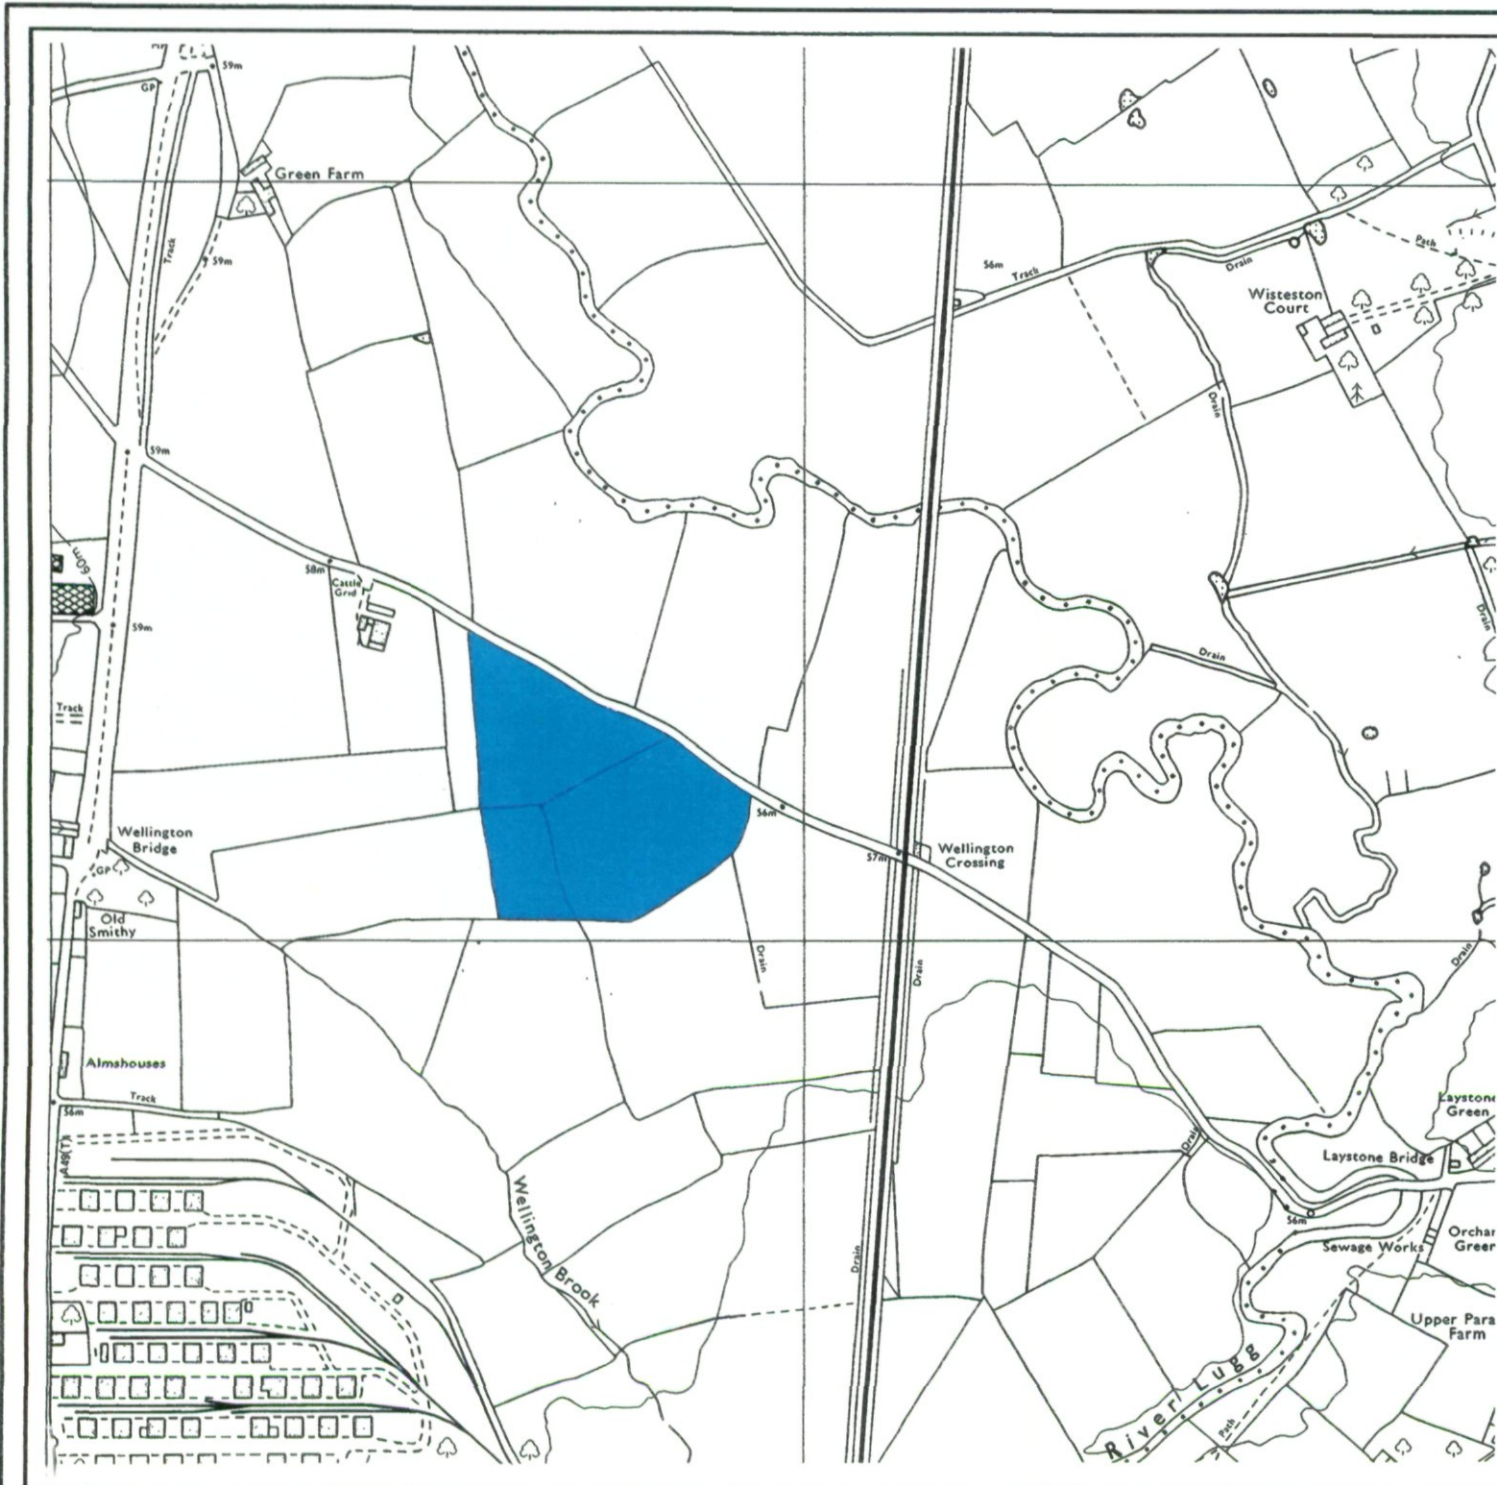 59m
GP
Green Farm
Track
59m
56m
Track
Drain
Path
Wisteston
Court
Drain
59m
60m
58m
Cattle
Grid
59m
Drain
Drain
Track
Wellington
Bridge
56m
57m
Wellington
Crossing
GP
Old
Smithy
Drain
Drain
Drain
Almshouses
Track
56m
A49(T)
Laystone
Green
Drain
Laystone Bridge
56m
Sewage Works
Orchar
Green
Wellington Brook
Drain
Upper Para
Farm
River Lugg
Path